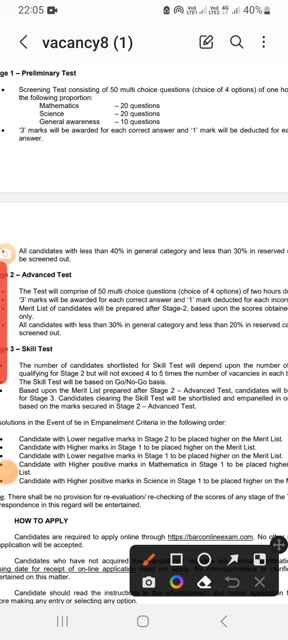 22:05
40%
vacancy8 (1)
ge 1 – Preliminary Test
Screening Test consisting of 50 multi choice questions (choice of 4 options) of one ho
the following proportion:
Mathematics – 20 questions
Science – 20 questions
General awareness – 10 questions
‘3’ marks will be awarded for each correct answer and ‘1’ mark will be deducted for ea
answer.
All candidates with less than 40% in general category and less than 30% in reserved
be screened out.
ge 2 – Advanced Test
The Test will comprise of 50 multi choice questions (choice of 4 options) of two hours d
‘3’ marks will be awarded for each correct answer and ‘1’ mark deducted for each incorr
Merit List of candidates will be prepared after Stage-2, based upon the scores obtaine
only.
All candidates with less than 30% in general category and less than 20% in reserved ca
screened out.
ge 3 – Skill Test
The number of candidates shortlisted for Skill Test will depend upon the number of
qualifying for Stage 2 but will not exceed 4 to 5 times the number of vacancies in each t
The Skill Test will be based on Go/No-Go basis.
Based upon the Merit List prepared after Stage 2 – Advanced Test, candidates will b
for Stage 3. Candidates clearing the Skill Test will be shortlisted and empanelled in o
based on the marks secured in Stage 2 – Advanced Test.
solutions in the Event of tie in Empanelment Criteria in the following order:
Candidate with Lower negative marks in Stage 2 to be placed higher on the Merit List.
Candidate with Higher marks in Stage 1 to be placed higher on the Merit List.
Candidate with Lower negative marks in Stage 1 to be placed higher on the Merit List.
Candidate with Higher positive marks in Mathematics in Stage 1 to be placed higher
List.
Candidate with Higher positive marks in Science in Stage 1 to be placed higher on the M
e: There shall be no provision for re-evaluation/ re-checking of the scores of any stage of the
respondence in this regard will be entertained.
HOW TO APPLY
Candidates are required to apply online through https://barconlineexam.com. No other
pplication will be accepted.
Candidates who have not acquired the
sing date for receipt of on-line application
ertained on this matter.
Candidate should read the instructions
ore making any entry or selecting any option.